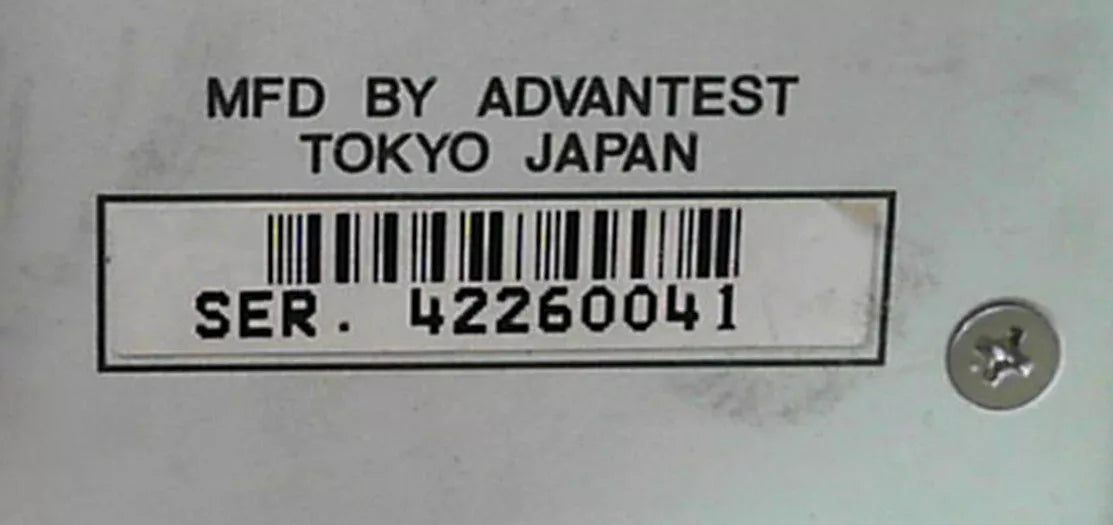 MFD BY ADVANTEST
TOKYO JAPAN
SER. 42260041